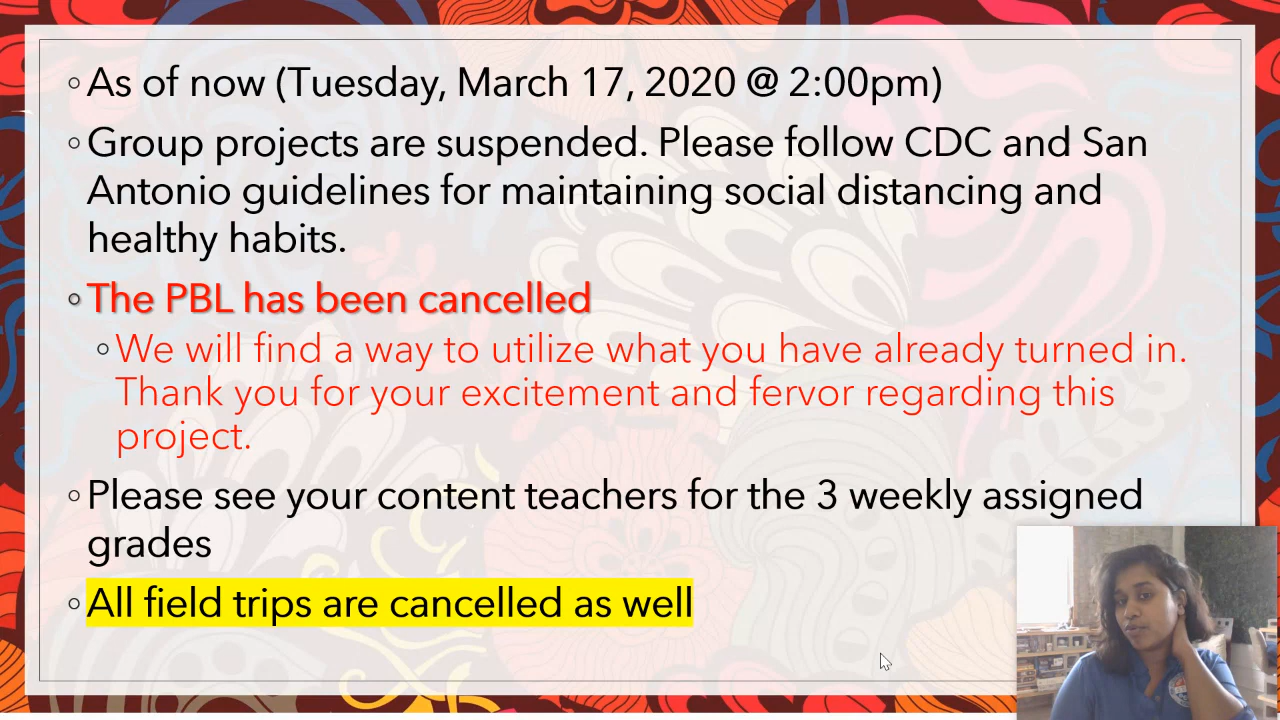 As of now (Tuesday, March 17, 2020 @ 2:00pm)
Group projects are suspended. Please follow CDC and San
Antonio guidelines for maintaining social distancing and
healthy habits.
The PBL has been cancelled
We will find a way to utilize what you have already turned in.
Thank you for your excitement and fervor regarding this
project.
Please see your content teachers for the 3 weekly assigned
grades
All field trips are cancelled as well